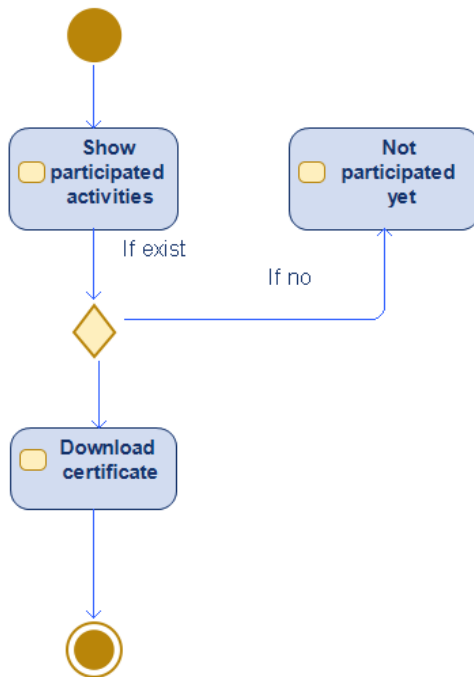 Show
participated
activities
Not
participated
yet
If exist
If no
Download
certificate